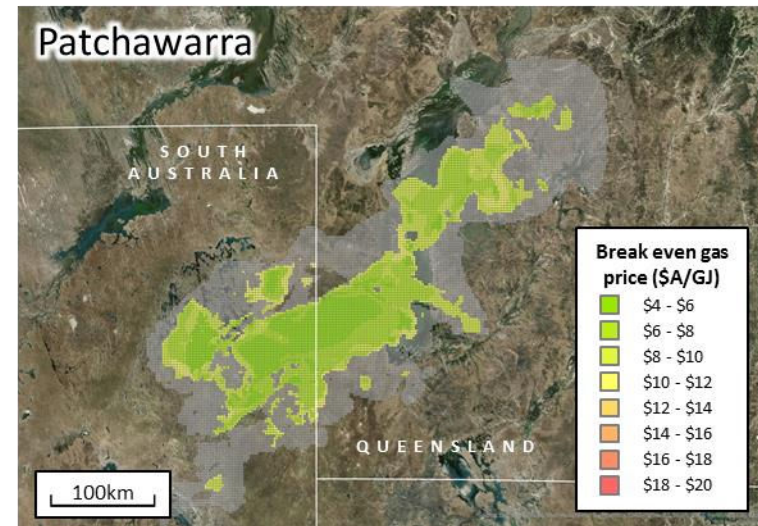 Patchawarra
SOUTH
AUSTRALIA
Break even gas
price ($A/GJ)
$4 - $6
$6 - $8
$8 - $10
$10 - $12
$12 - $14
$14 - $16
$16 - $18
$18 - $20
QUEENSLAND
100km